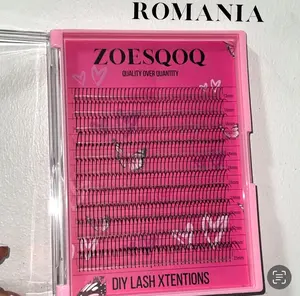 ROMANIA
ZOESQOQ
QUALITY OVER QUANTITY
DIY LASH XTENTIONS